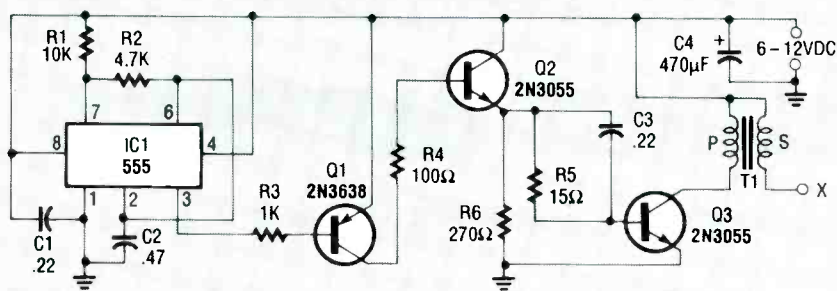 R1
10K
R2
4.7K
7
6
8
4
IC1
555
1
2
3
C1
.22
C2
.47
R3
1K
Q1
2N3638
R4
100Ω
Q2
2N3055
R6
270Ω
R5
15Ω
C3
.22
Q3
2N3055
+
C4
470µF
6–12VDC
P
S
T1
X